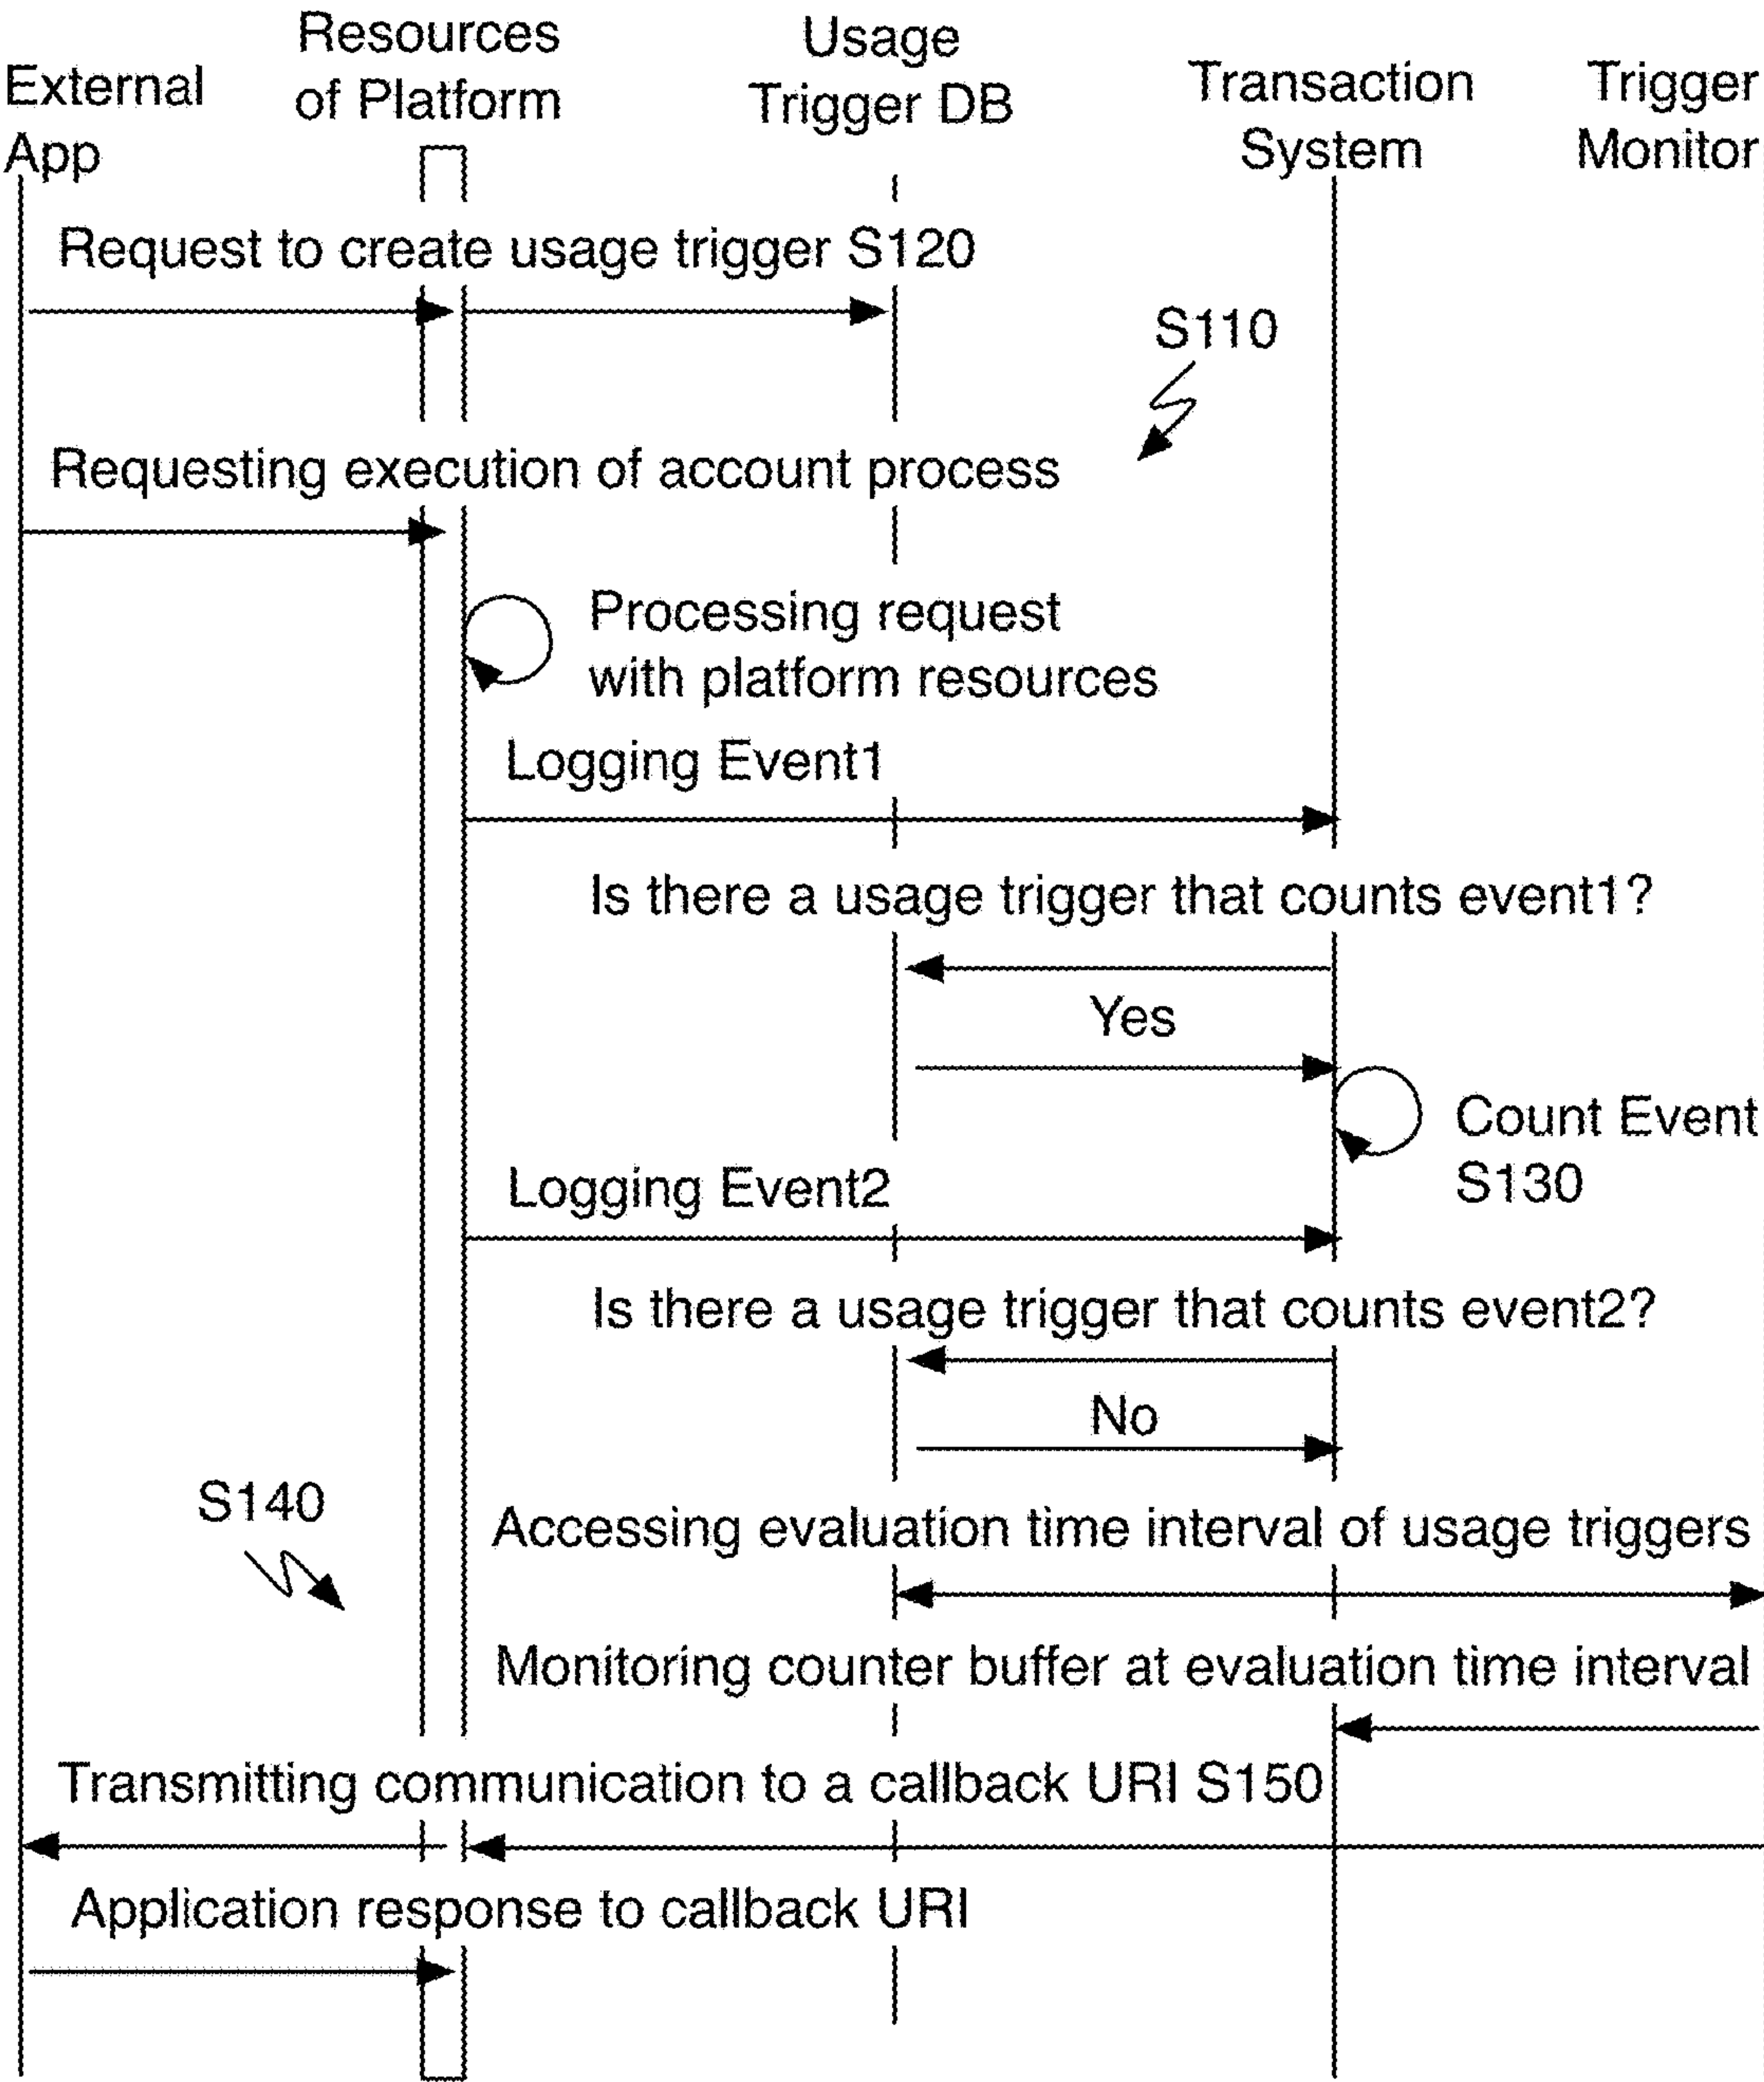 External
App
Resources
of Platform
Usage
Trigger DB
Transaction
System
Trigger
Monitor
Request to create usage trigger S120
S110
Requesting execution of account process
Processing request
with platform resources
Logging Event1
Is there a usage trigger that counts event1?
Yes
Count Event
S130
Logging Event2
Is there a usage trigger that counts event2?
No
S140
Accessing evaluation time interval of usage triggers
Monitoring counter buffer at evaluation time interval
Transmitting communication to a callback URI S150
Application response to callback URI